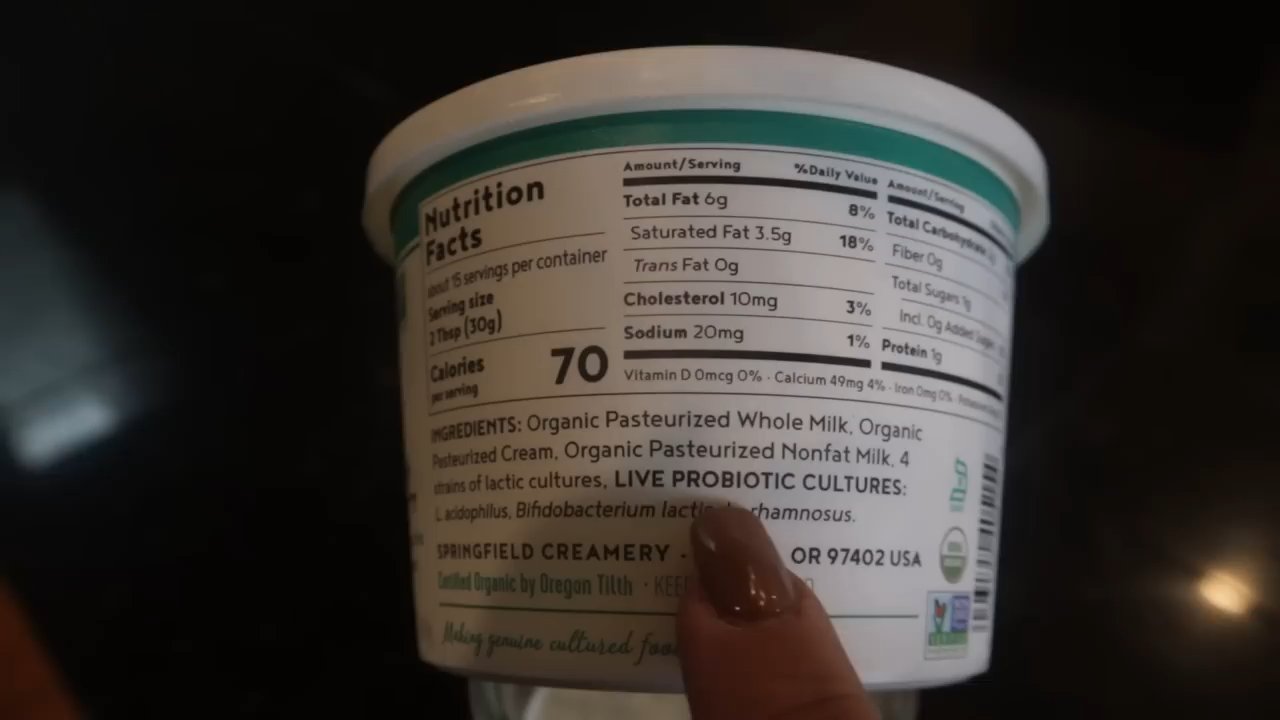 Nutrition
Facts
About 15 servings per container
Serving size
2 Tbsp (30g)
Calories
per serving
70
Amount/Serving %Daily Value
Total Fat 6g 8%
Saturated Fat 3.5g 18%
Trans Fat 0g
Cholesterol 10mg 3%
Sodium 20mg 1%
Amount/Serving
Total Carbohydrate
Fiber 0g
Total Sugars 1g
Incl. 0g Added Sugars
Protein 1g
Vitamin D 0mcg 0% · Calcium 49mg 4% · Iron 0mg 0% ·
INGREDIENTS: Organic Pasteurized Whole Milk, Organic
Pasteurized Cream, Organic Pasteurized Nonfat Milk, 4
strains of lactic cultures, LIVE PROBIOTIC CULTURES:
L. acidophilus, Bifidobacterium rhamnosus.
SPRINGFIELD CREAMERY - OR 97402 USA
Certified Organic by Oregon Tilth ·
Making genuine cultured